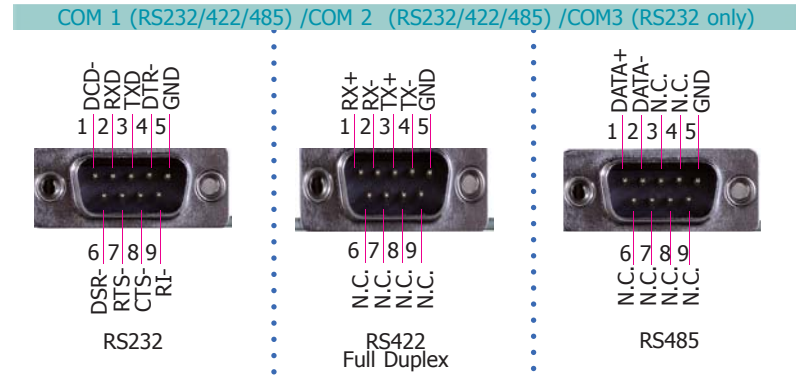 COM 1 (RS232/422/485) /COM 2 (RS232/422/485) /COM3 (RS232 only)
DCD- RXD TXD DTR- GND
1 2 3 4 5
6 7 8 9
DSR- RTS- CTS- RI-
RS232
RX+ RX- TX+ TX- GND
1 2 3 4 5
6 7 8 9
N.C. N.C. N.C. N.C.
RS422
Full Duplex
DATA+ DATA- N.C. N.C. GND
1 2 3 4 5
6 7 8 9
N.C. N.C. N.C. N.C.
RS485